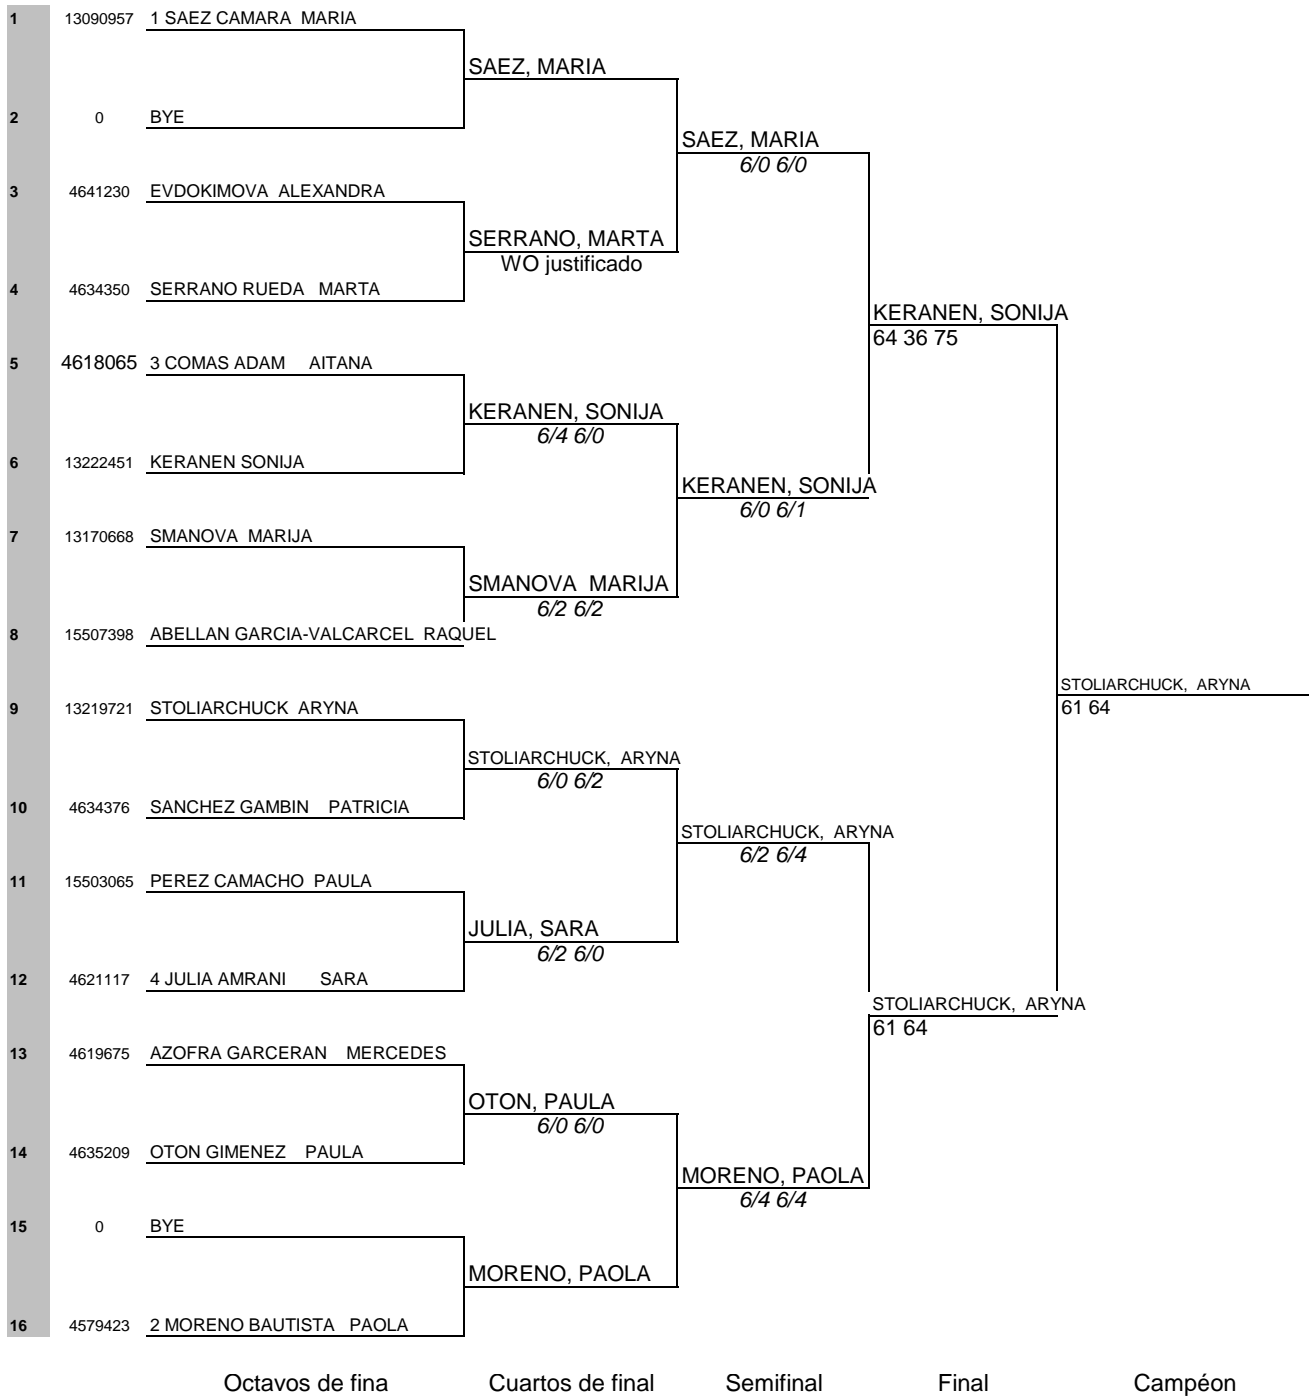 1 13090957 1 SAEZ CAMARA MARIA
SAEZ, MARIA
2 0 BYE
SAEZ, MARIA
6/0 6/0
3 4641230 EVDOKIMOVA ALEXANDRA
SERRANO, MARTA
WO justificado
4 4634350 SERRANO RUEDA MARTA
KERANEN, SONIJA
64 36 75
5 4618065 3 COMAS ADAM AITANA
KERANEN, SONIJA
6/4 6/0
6 13222451 KERANEN SONIJA
KERANEN, SONIJA
6/0 6/1
7 13170668 SMANOVA MARIJA
SMANOVA MARIJA
6/2 6/2
8 15507398 ABELLAN GARCIA-VALCARCEL RAQUEL
STOLIARCHUCK, ARYNA
61 64
9 13219721 STOLIARCHUCK ARYNA
STOLIARCHUCK, ARYNA
6/0 6/2
10 4634376 SANCHEZ GAMBIN PATRICIA
STOLIARCHUCK, ARYNA
6/2 6/4
11 15503065 PEREZ CAMACHO PAULA
JULIA, SARA
6/2 6/0
12 4621117 4 JULIA AMRANI SARA
STOLIARCHUCK, ARYNA
61 64
13 4619675 AZOFRA GARCERAN MERCEDES
OTON, PAULA
6/0 6/0
14 4635209 OTON GIMENEZ PAULA
MORENO, PAOLA
6/4 6/4
15 0 BYE
MORENO, PAOLA
16 4579423 2 MORENO BAUTISTA PAOLA
Octavos de fina Cuartos de final Semifinal Final Campéon